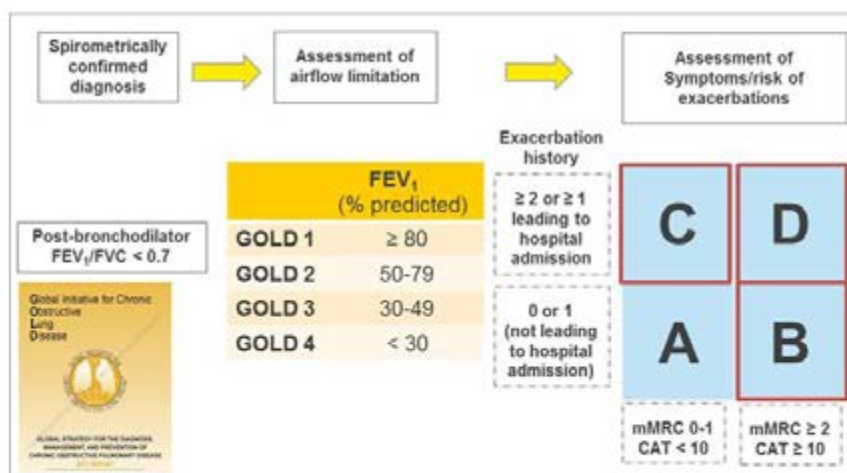 Spirometrically
confirmed
diagnosis
Assessment of
airflow limitation
Assessment of
Symptoms/risk of
exacerbations
Exacerbation
history
FEV₁
(% predicted)
GOLD 1 ≥ 80
GOLD 2 50-79
GOLD 3 30-49
GOLD 4 < 30
Post-bronchodilator
FEV₁/FVC < 0.7
Global Initiative for Chronic
Obstructive
Lung
Disease
GLOBAL STRATEGY FOR THE DIAGNOSIS,
MANAGEMENT, AND PREVENTION OF
CHRONIC OBSTRUCTIVE PULMONARY DISEASE
≥ 2 or ≥ 1
leading to
hospital
admission
0 or 1
(not leading
to hospital
admission)
C D
A B
mMRC 0-1
CAT < 10
mMRC ≥ 2
CAT ≥ 10